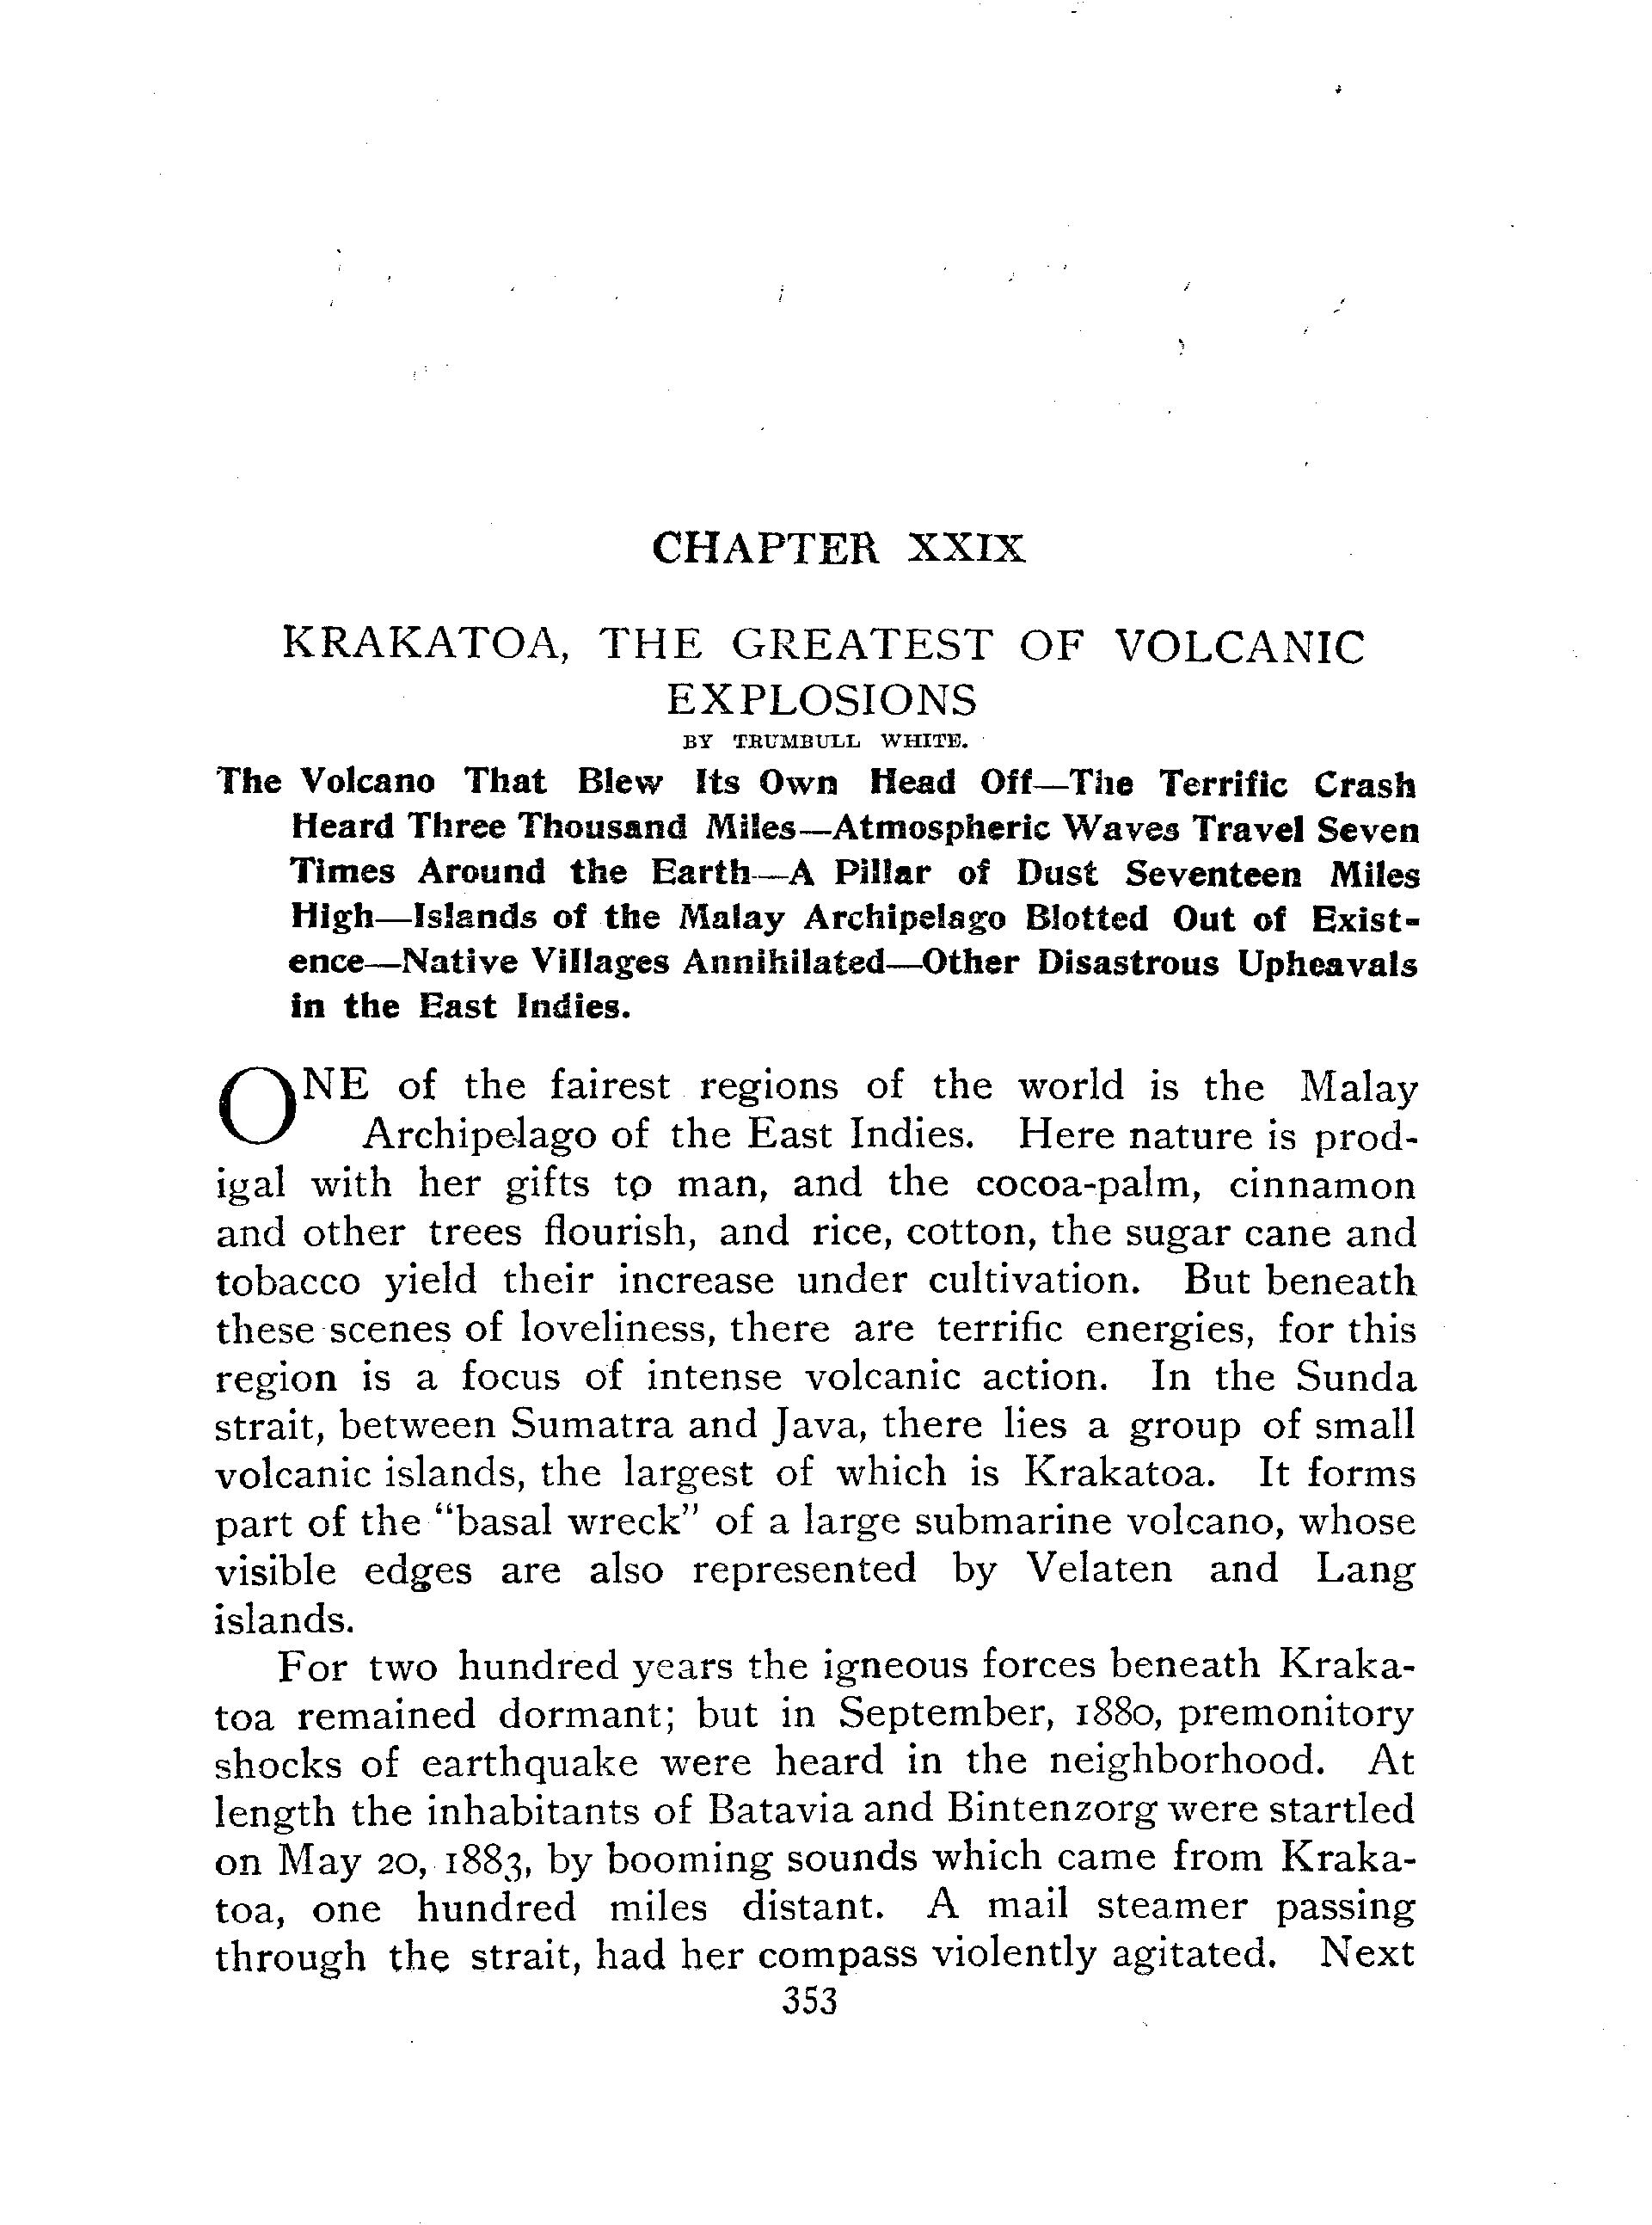 CHAPTER XXIX
KRAKATOA, THE GREATEST OF VOLCANIC
EXPLOSIONS
BY TRUMBULL WHITE.
The Volcano That Blew Its Own Head Off—The Terrific Crash
Heard Three Thousand Miles—Atmospheric Waves Travel Seven
Times Around the Earth—A Pillar of Dust Seventeen Miles
High—Islands of the Malay Archipelago Blotted Out of Exist-
ence—Native Villages Annihilated—Other Disastrous Upheavals
in the East Indies.
ONE of the fairest regions of the world is the Malay
Archipelago of the East Indies. Here nature is prod-
igal with her gifts to man, and the cocoa-palm, cinnamon
and other trees flourish, and rice, cotton, the sugar cane and
tobacco yield their increase under cultivation. But beneath
these scenes of loveliness, there are terrific energies, for this
region is a focus of intense volcanic action. In the Sunda
strait, between Sumatra and Java, there lies a group of small
volcanic islands, the largest of which is Krakatoa. It forms
part of the “basal wreck” of a large submarine volcano, whose
visible edges are also represented by Velaten and Lang
islands.
For two hundred years the igneous forces beneath Kraka-
toa remained dormant; but in September, 1880, premonitory
shocks of earthquake were heard in the neighborhood. At
length the inhabitants of Batavia and Bintenzorg were startled
on May 20, 1883, by booming sounds which came from Kraka-
toa, one hundred miles distant. A mail steamer passing
through the strait, had her compass violently agitated. Next
353